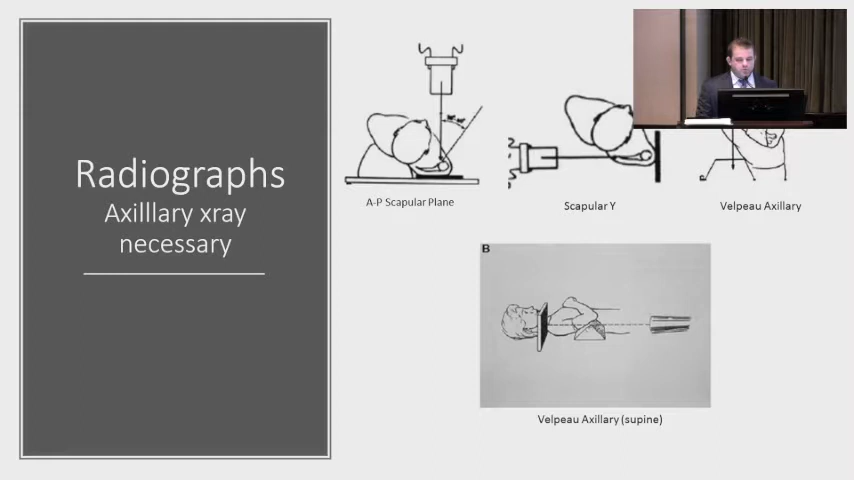 Radiographs
Axilllary xray
necessary
A-P Scapular Plane
Scapular Y
Velpeau Axillary
B
Velpeau Axillary (supine)